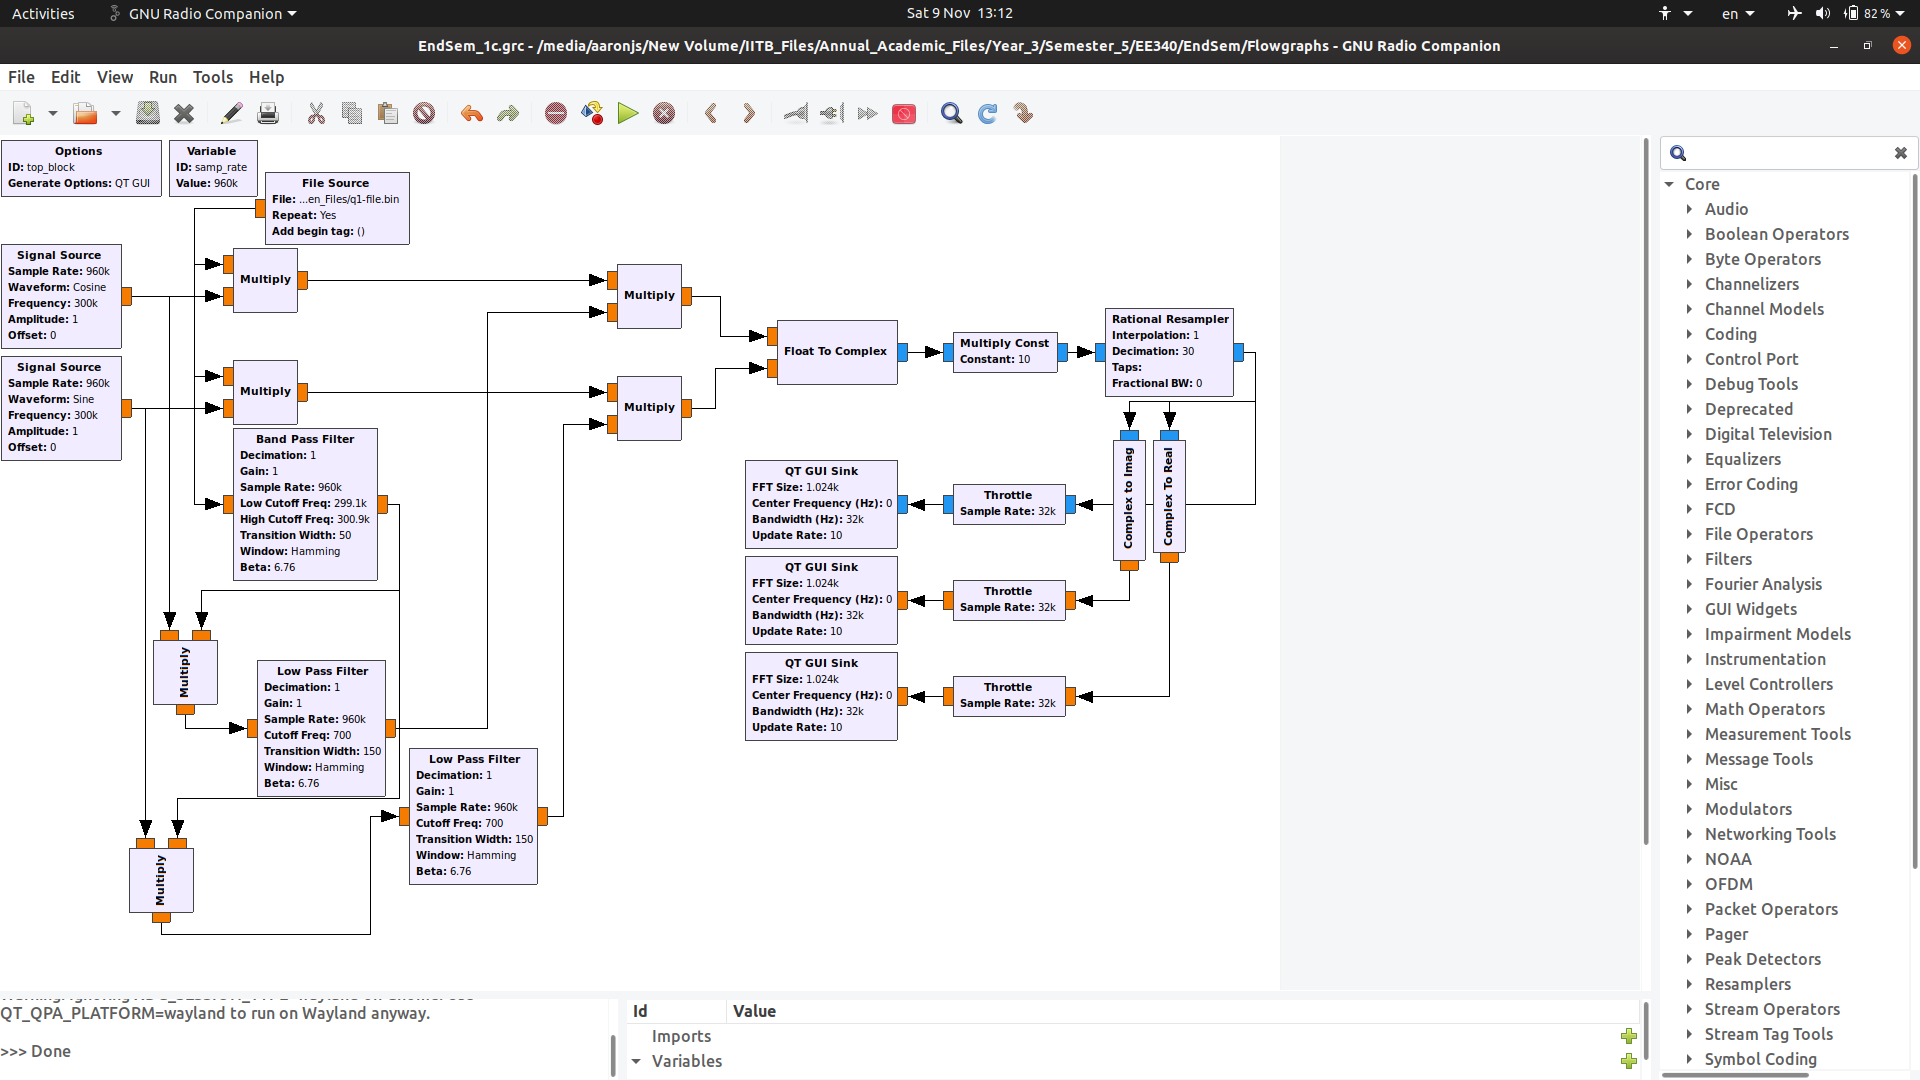 Activities
GNU Radio Companion
Sat 9 Nov 13:12
en
82 %
EndSem_1c.grc - /media/aaronjs/New Volume/IITB_Files/Annual_Academic_Files/Year_3/Semester_5/EE340/EndSem/Flowgraphs - GNU Radio Companion
File Edit View Run Tools Help
Options
ID: top_block
Generate Options: QT GUI
Variable
ID: samp_rate
Value: 960k
File Source
File: ...en_Files/q1-file.bin
Repeat: Yes
Add begin tag: ()
Signal Source
Sample Rate: 960k
Waveform: Cosine
Frequency: 300k
Amplitude: 1
Offset: 0
Signal Source
Sample Rate: 960k
Waveform: Sine
Frequency: 300k
Amplitude: 1
Offset: 0
Multiply
Multiply
Band Pass Filter
Decimation: 1
Gain: 1
Sample Rate: 960k
Low Cutoff Freq: 299.1k
High Cutoff Freq: 300.9k
Transition Width: 50
Window: Hamming
Beta: 6.76
Multiply
Low Pass Filter
Decimation: 1
Gain: 1
Sample Rate: 960k
Cutoff Freq: 700
Transition Width: 150
Window: Hamming
Beta: 6.76
Multiply
Low Pass Filter
Decimation: 1
Gain: 1
Sample Rate: 960k
Cutoff Freq: 700
Transition Width: 150
Window: Hamming
Beta: 6.76
Multiply
Multiply
Float To Complex
Multiply Const
Constant: 10
Rational Resampler
Interpolation: 1
Decimation: 30
Taps:
Fractional BW: 0
Complex to Imag
Complex To Real
QT GUI Sink
FFT Size: 1.024k
Center Frequency (Hz): 0
Bandwidth (Hz): 32k
Update Rate: 10
Throttle
Sample Rate: 32k
QT GUI Sink
FFT Size: 1.024k
Center Frequency (Hz): 0
Bandwidth (Hz): 32k
Update Rate: 10
Throttle
Sample Rate: 32k
QT GUI Sink
FFT Size: 1.024k
Center Frequency (Hz): 0
Bandwidth (Hz): 32k
Update Rate: 10
Throttle
Sample Rate: 32k
Core
Audio
Boolean Operators
Byte Operators
Channelizers
Channel Models
Coding
Control Port
Debug Tools
Deprecated
Digital Television
Equalizers
Error Coding
FCD
File Operators
Filters
Fourier Analysis
GUI Widgets
Impairment Models
Instrumentation
Level Controllers
Math Operators
Measurement Tools
Message Tools
Misc
Modulators
Networking Tools
NOAA
OFDM
Packet Operators
Pager
Peak Detectors
Resamplers
Stream Operators
Stream Tag Tools
Symbol Coding
QT_QPA_PLATFORM=wayland to run on Wayland anyway.
>>> Done
Id Value
Imports
Variables